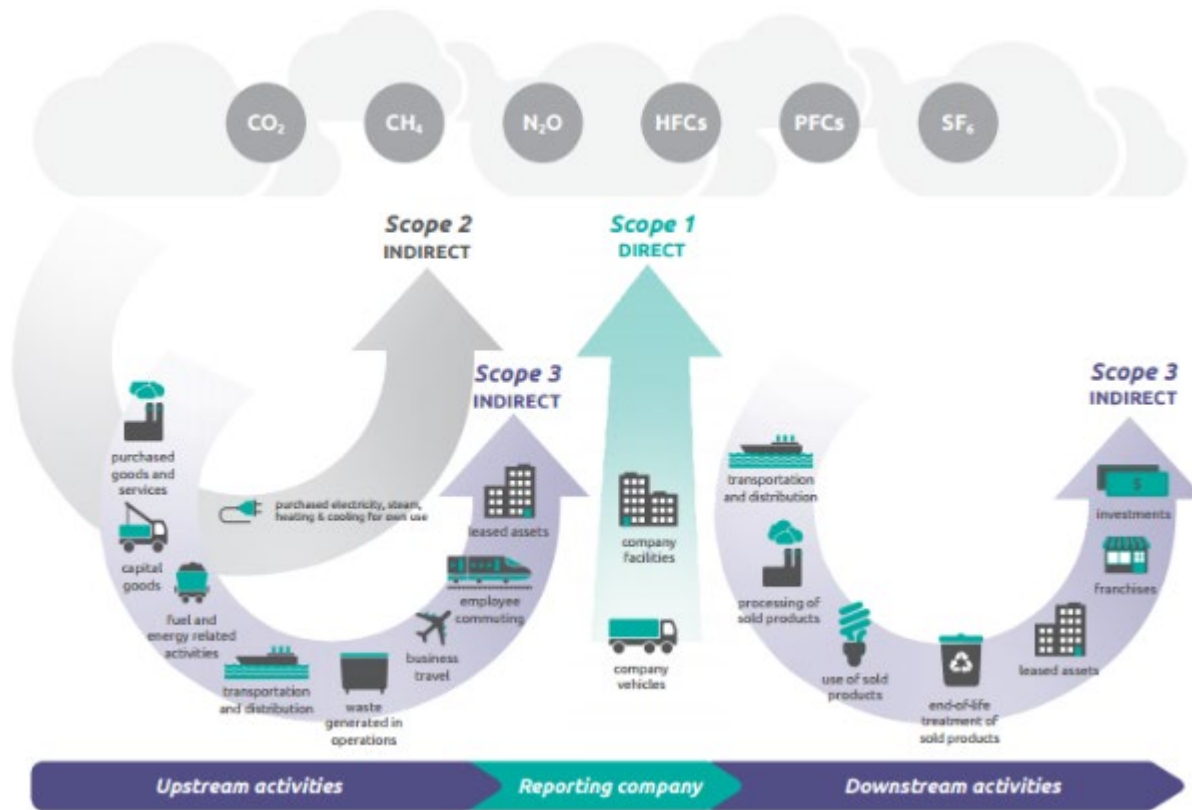 CO₂
CH₄
N₂O
HFCs
PFCs
SF₆
Scope 2
INDIRECT
Scope 1
DIRECT
Scope 3
INDIRECT
Scope 3
INDIRECT
purchased
goods and
services
capital
goods
fuel and
energy related
activities
purchased electricity, steam,
heating & cooling for own use
transportation
and distribution
waste
generated in
operations
business
travel
employee
commuting
leased assets
company
facilities
company
vehicles
transportation
and distribution
processing of
sold products
use of sold
products
end-of-life
treatment of
sold products
leased assets
franchises
$
investments
Upstream activities
Reporting company
Downstream activities